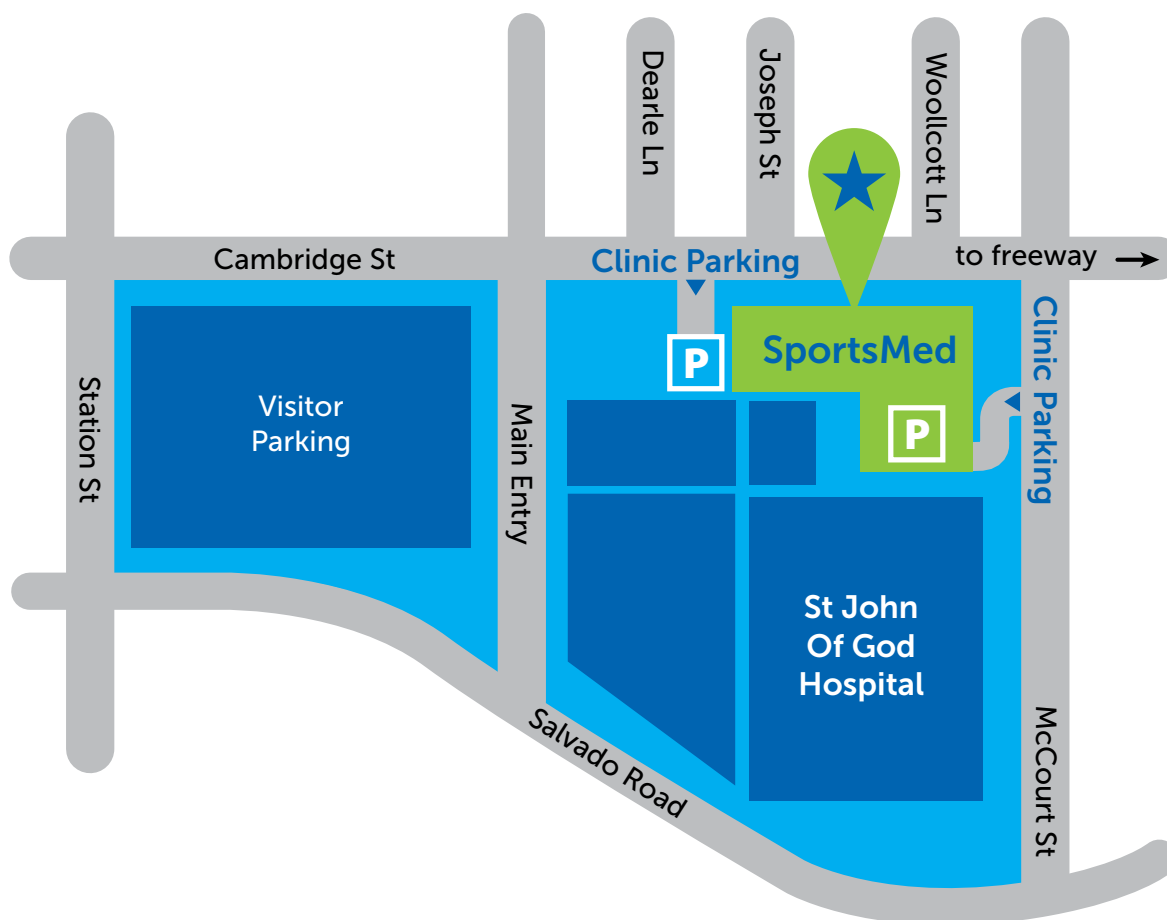 Dearle Ln
Joseph St
Woollcott Ln
Cambridge St
Clinic Parking
to freeway
Station St
Visitor
Parking
Main Entry
P
SportsMed
P
Clinic Parking
St John
Of God
Hospital
Salvado Road
McCourt St